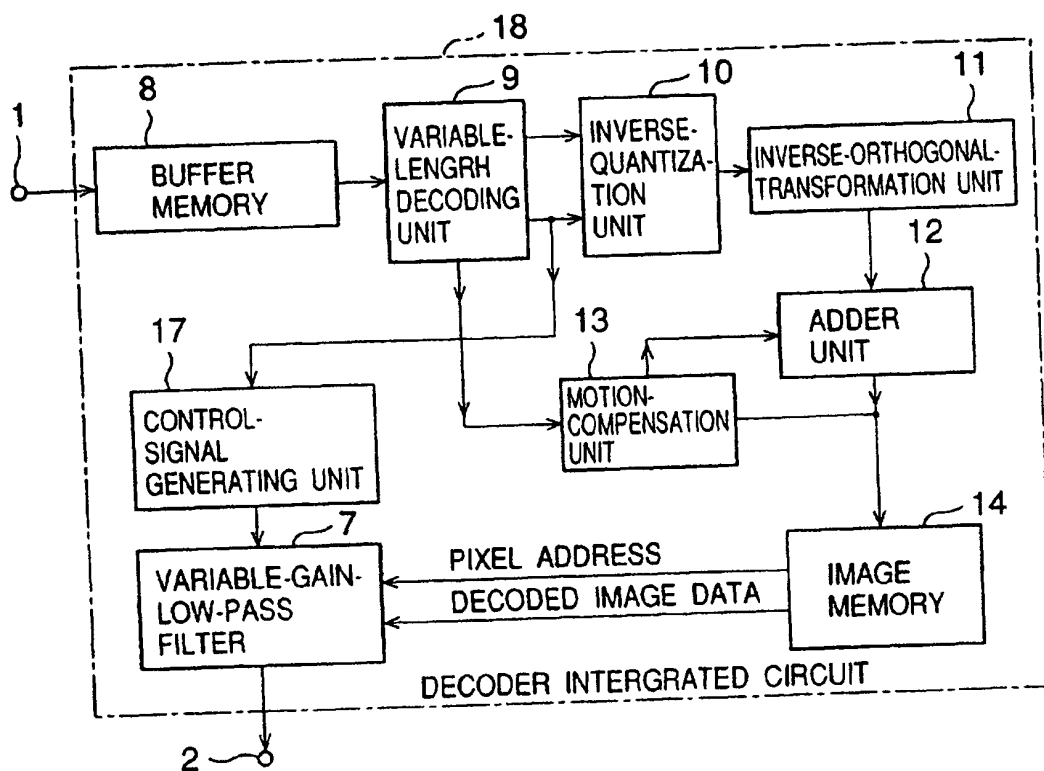 18
1
8
BUFFER
MEMORY
9
VARIABLE-
LENGRH
DECODING
UNIT
10
INVERSE-
QUANTIZA-
TION
UNIT
11
INVERSE-ORTHOGONAL-
TRANSFORMATION UNIT
12
ADDER
UNIT
13
MOTION-
COMPENSATION
UNIT
17
CONTROL-
SIGNAL
GENERATING UNIT
7
VARIABLE-GAIN-
LOW-PASS
FILTER
PIXEL ADDRESS
DECODED IMAGE DATA
14
IMAGE
MEMORY
DECODER INTERGRATED CIRCUIT
2